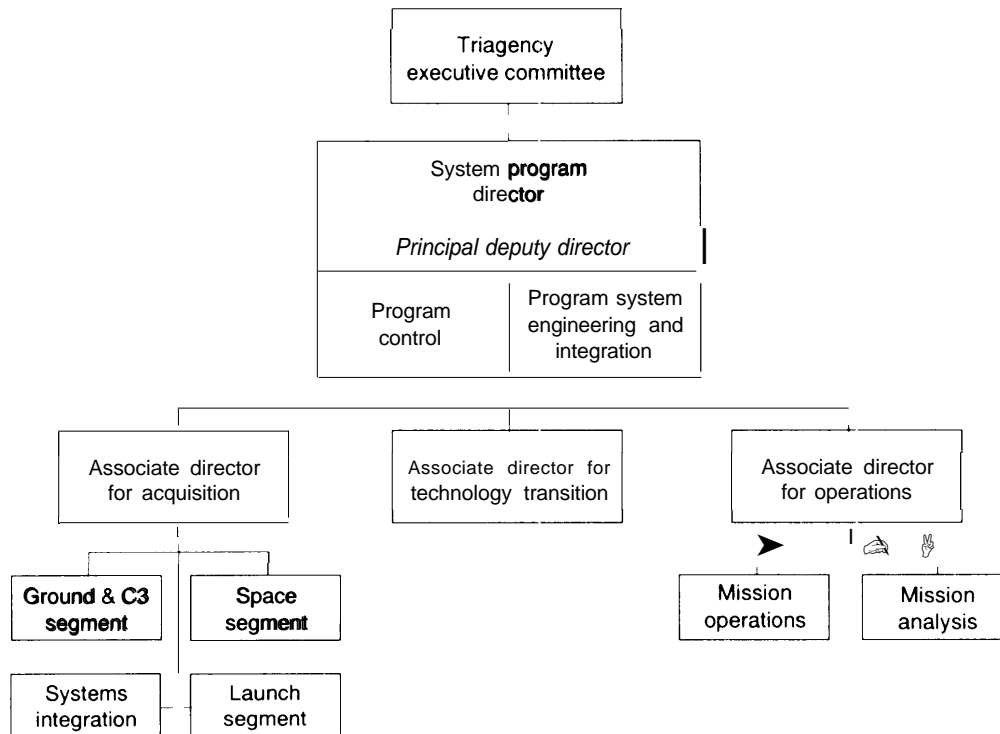 Triagency
executive committee
System program
director
Principal deputy director
Program
control
Program system
engineering and
integration
Associate director
for acquisition
Associate director for
technology transition
Associate director
for operations
Ground & C3
segment
Space
segment
Mission
operations
Mission
analysis
Systems
integration
Launch
segment